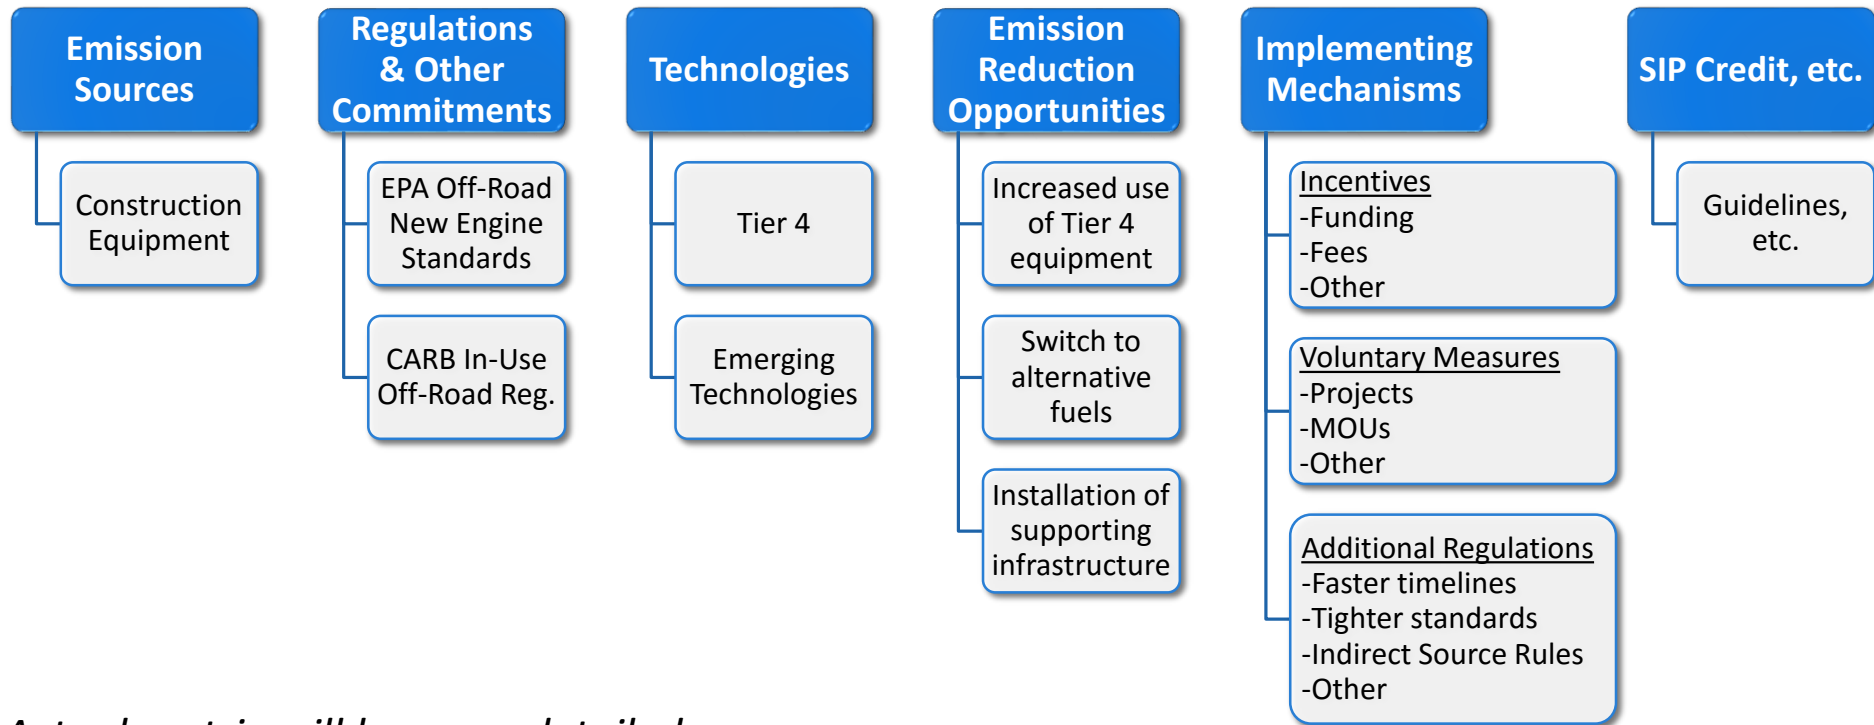 Emission
Sources
Construction
Equipment
Regulations
& Other
Commitments
EPA Off-Road
New Engine
Standards
CARB In-Use
Off-Road Reg.
Technologies
Tier 4
Emerging
Technologies
Emission
Reduction
Opportunities
Increased use
of Tier 4
equipment
Switch to
alternative
fuels
Installation of
supporting
infrastructure
Implementing
Mechanisms
Incentives
-Funding
-Fees
-Other
Voluntary Measures
-Projects
-MOUs
-Other
Additional Regulations
-Faster timelines
-Tighter standards
-Indirect Source Rules
-Other
SIP Credit, etc.
Guidelines,
etc.